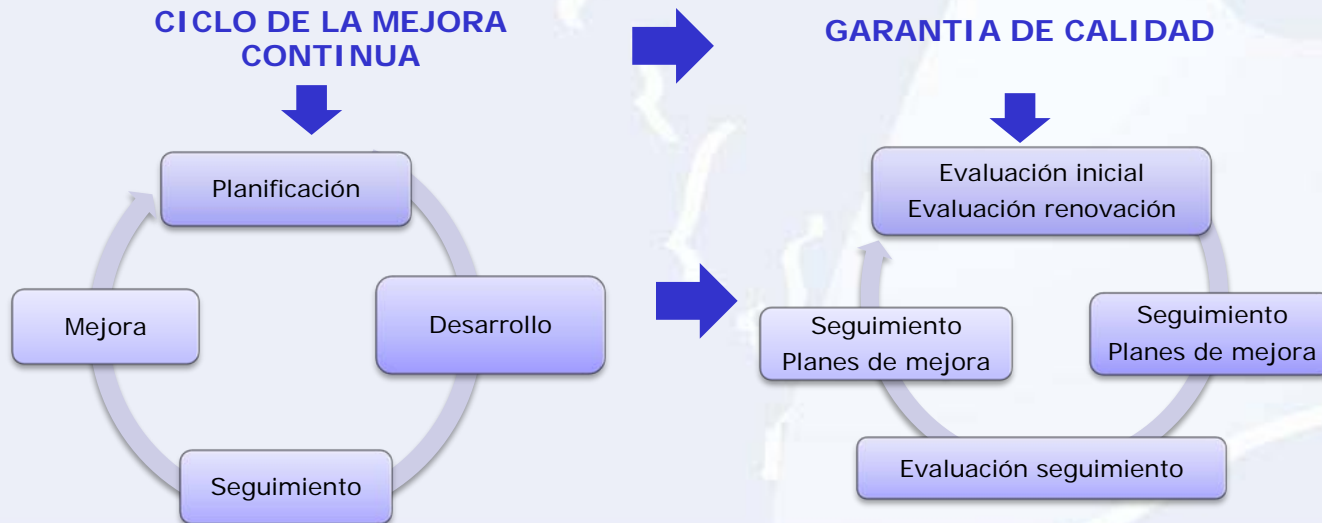 CICLO DE LA MEJORA
CONTINUA
Planificación
Desarrollo
Seguimiento
Mejora
GARANTIA DE CALIDAD
Evaluación inicial
Evaluación renovación
Seguimiento
Planes de mejora
Evaluación seguimiento
Seguimiento
Planes de mejora